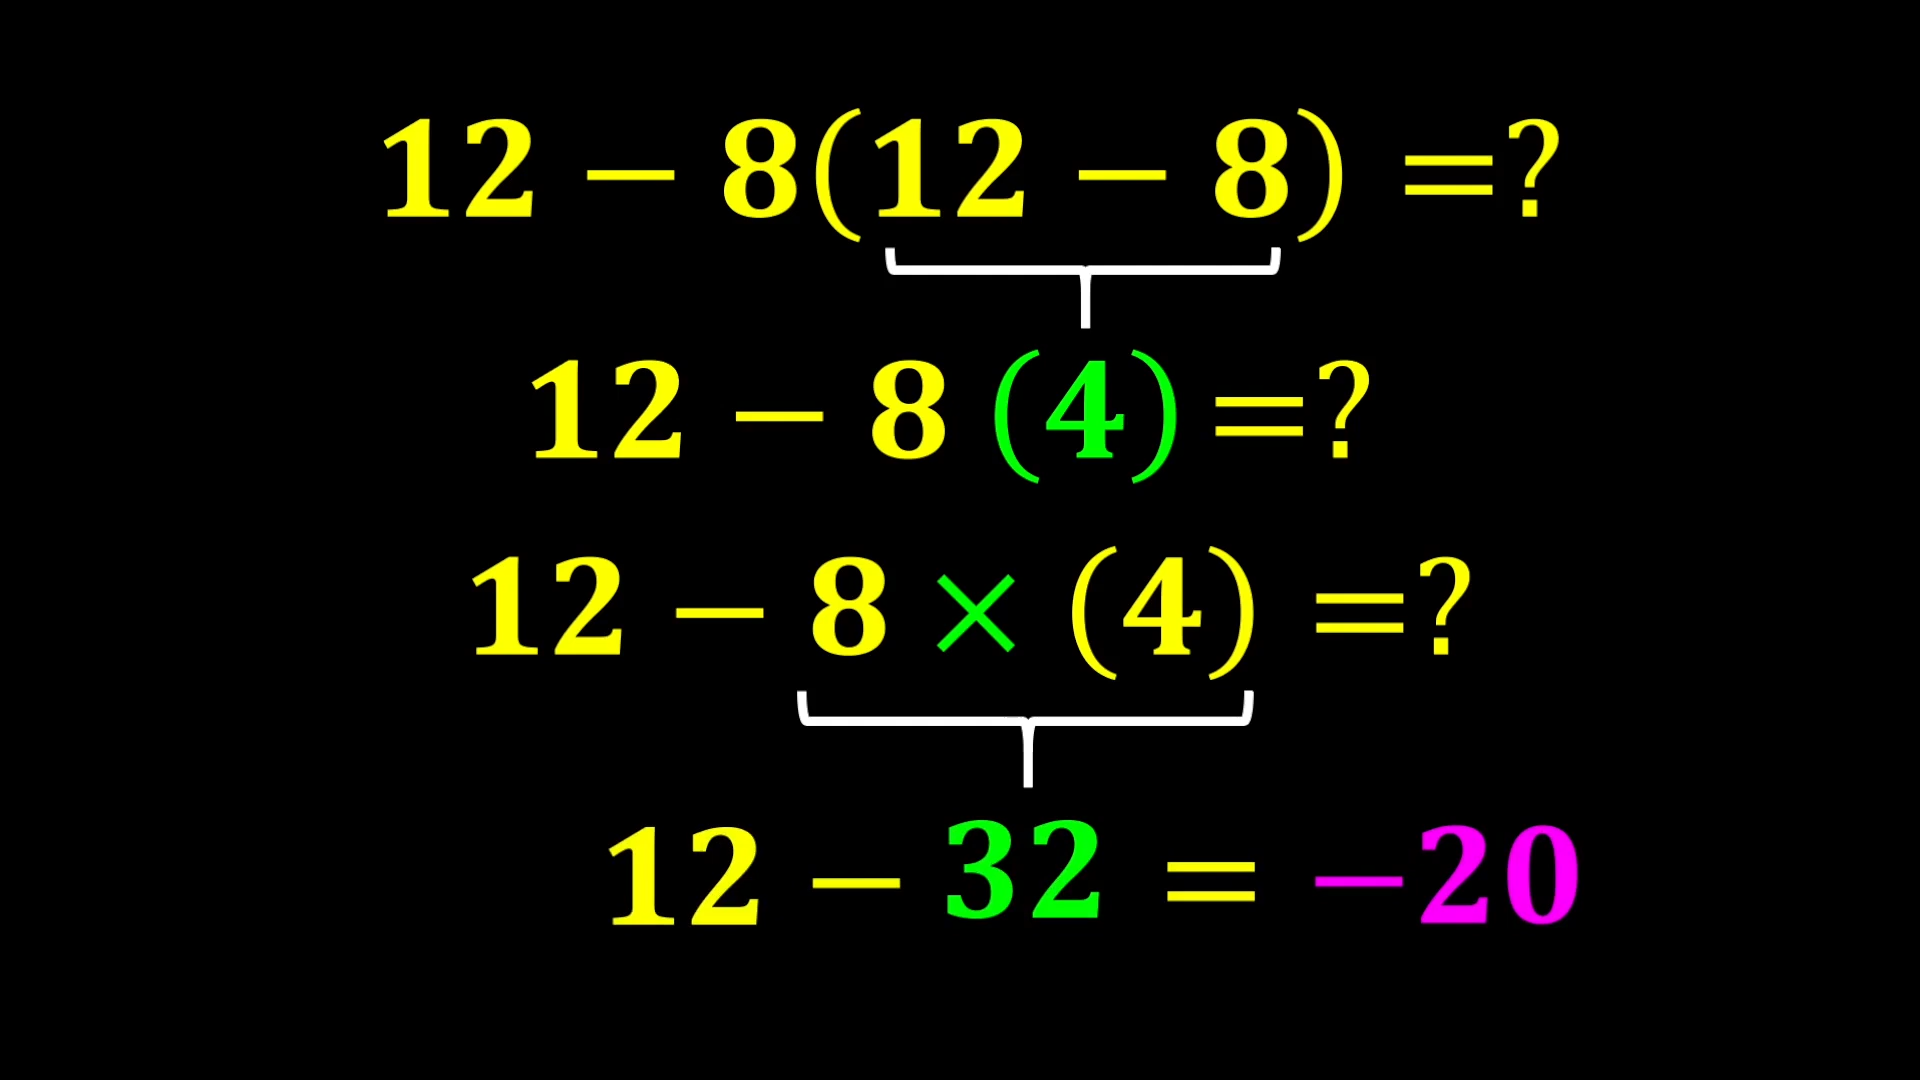 12 − 8(12 − 8) =?
12 − 8 (4) =?
12 − 8 × (4) =?
12 − 32 = −20